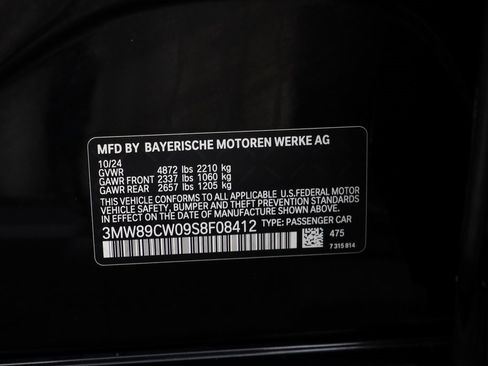 MFD BY BAYERISCHE MOTOREN WERKE AG
10/24
GVWR 4872 lbs 2210 kg
GAWR FRONT 2337 lbs 1060 kg
GAWR REAR 2657 lbs 1205 kg
THIS VEHICLE CONFORMS TO ALL APPLICABLE U.S.FEDERAL MOTOR
VEHICLE SAFETY, BUMPER AND THEFT PREVENTION STANDARDS
IN EFFECT ON THE DATE OF MANUFACTURE SHOWN ABOVE.
3MW89CW09S8F08412 TYPE: PASSENGER CAR
475
7 315 814